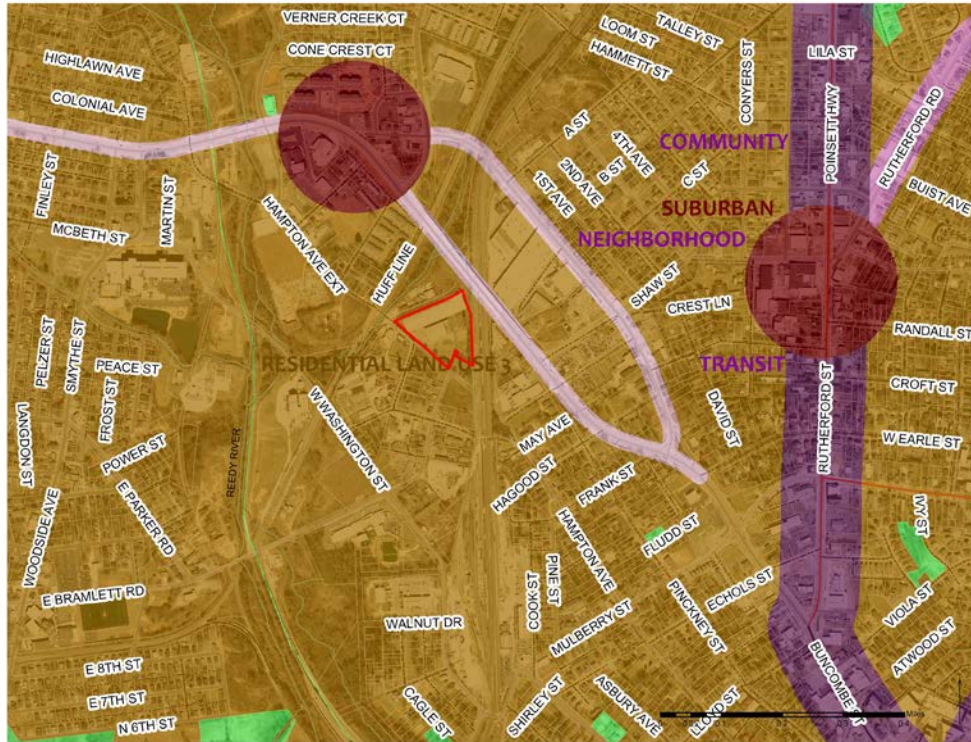 VERNER CREEK CT
CONE CREST CT
HIGHLAWN AVE
COLONIAL AVE
LOOM ST
TALLEY ST
HAMMETT ST
CONYERS ST
LILA ST
POINSETT HWY
RUTHERFORD RD
COMMUNITY
A ST
4TH AVE
B ST
2ND AVE
1ST AVE
C ST
BUIST AVE
SUBURBAN
NEIGHBORHOOD
FINLEY ST
MARTIN ST
MCBETH ST
HAMPTON AVE EXT
HUFF LINE
SHAW ST
CREST LN
RANDALL ST
PELZER ST
SMYTHE ST
PEACE ST
FROST ST
RESIDENTIAL LAND USE
TRANSIT
CROFT ST
LANGDON ST
POWER ST
W WASHINGTON ST
MAY AVE
DAVID ST
RUTHERFORD ST
W EARLE ST
REEDY RIVER
HAGOOD ST
FRANK ST
WOODSIDE AVE
E PARKER RD
HAMPTON AVE
FLUDD ST
IVY ST
E BRAMLETT RD
COOK ST
PINE ST
PINCKNEY ST
ECHOLS ST
VIOLA ST
WALNUT DR
MULBERRY ST
ATWOOD ST
E 8TH ST
E 7TH ST
N 6TH ST
CAGLE ST
SHIRLEY ST
ASBURY AVE
LLOYD ST
BUNCOMBE ST
Miles